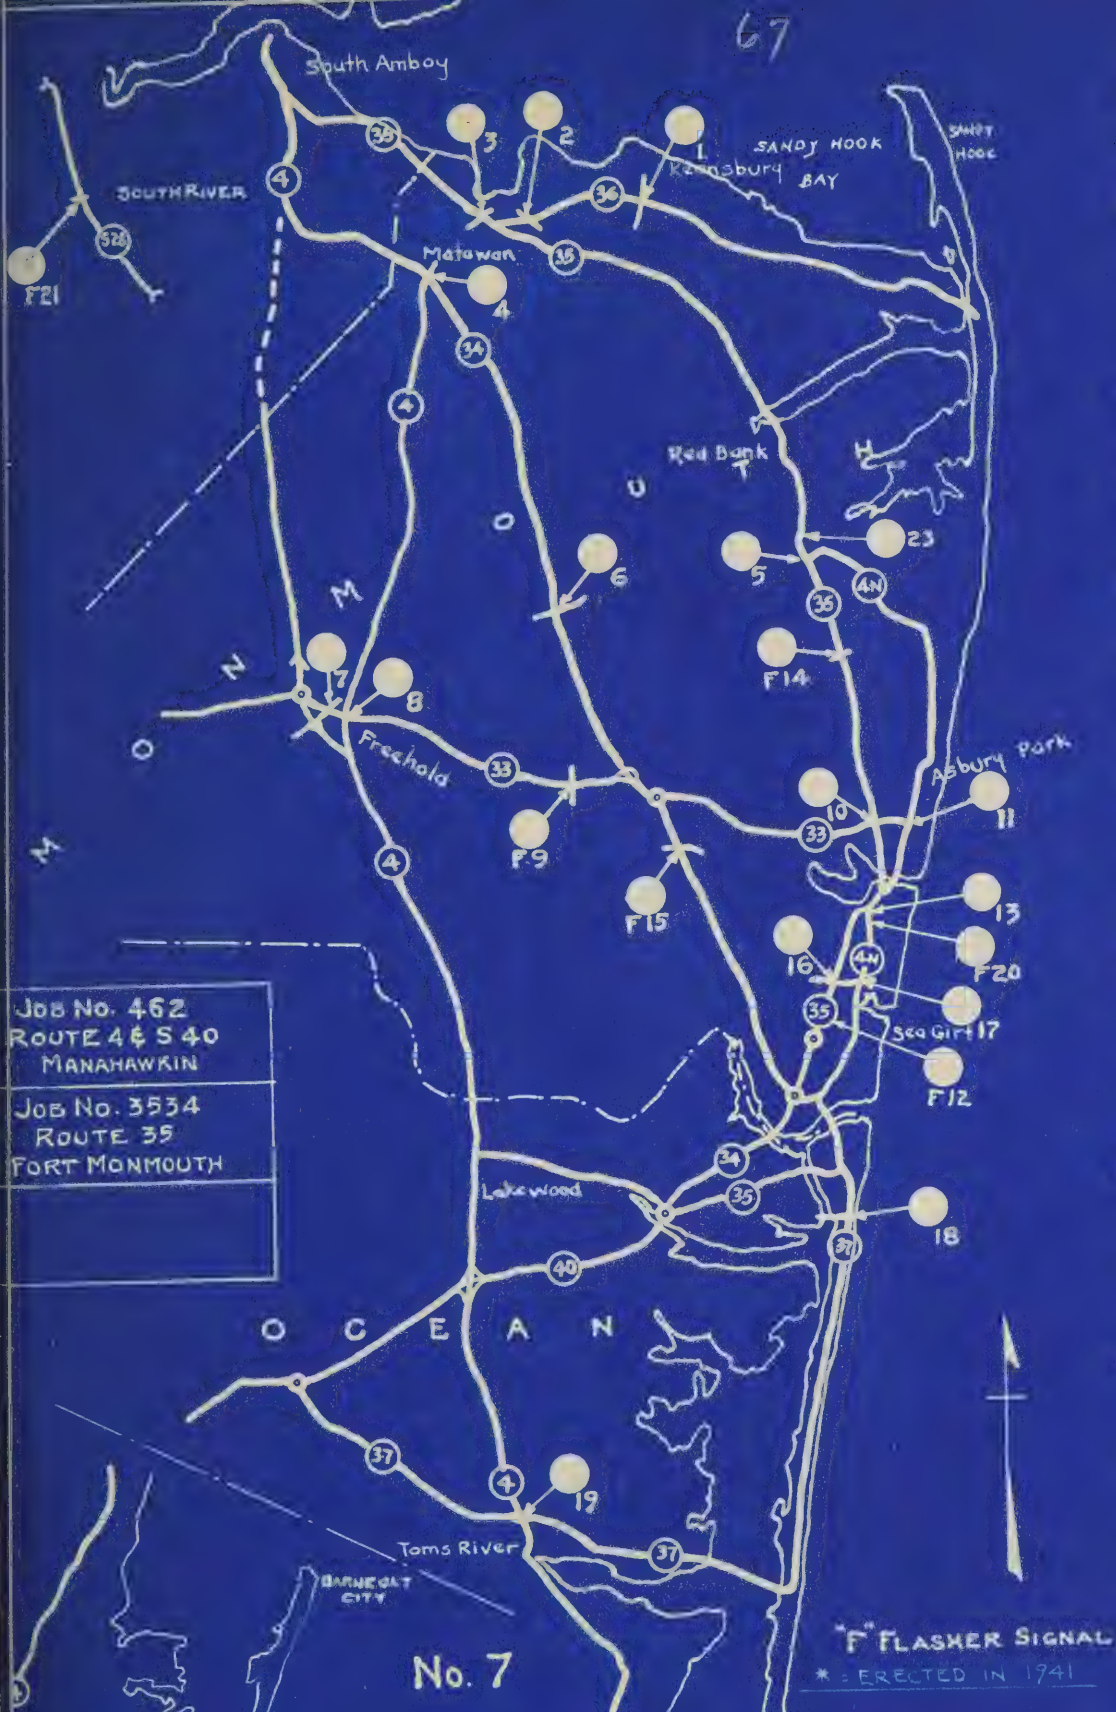 67
South Amboy
35
3
2
1
SANDY HOOK
BAY
SANDY
HOOK
Keansbury
4
SOUTH RIVER
36
528
F21
Matawan
35
4
34
4
Red Bank
H
T
U
O
23
5
6
4N
35
M
F14
N
7
8
O
Freehold
33
Asbury Park
10
11
33
F9
M
4
F15
13
16
F20
4N
JOB NO. 462
ROUTE 4 & S 40
MANAHAWKIN
35
Sea Girt
17
F12
JOB NO. 3534
ROUTE 35
FORT MONMOUTH
34
Lakewood
35
18
37
40
O C E A N
37
4
19
Toms River
37
BARNEGAT
CITY
"F" FLASHER SIGNAL
No. 7
* = ERECTED IN 1941
4